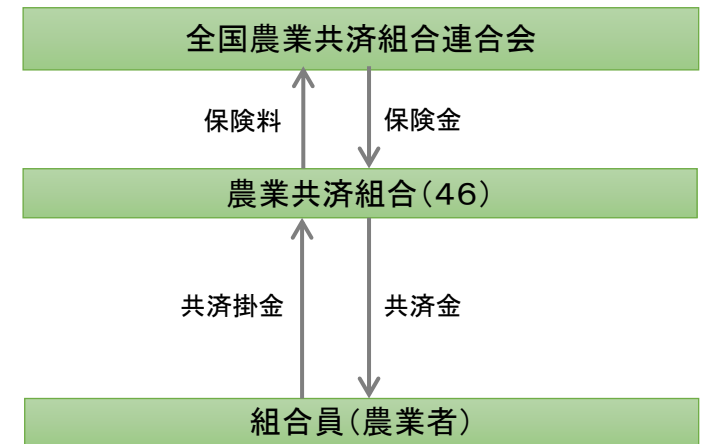 全国農業共済組合連合会
保険料
保険金
農業共済組合（46）
共済掛金
共済金
組合員（農業者）